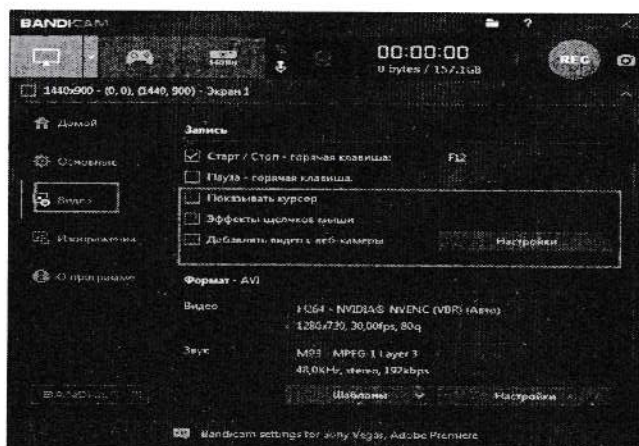 BANDICAM
?
00:00:00
0 bytes / 157,1GB
REC
1440x900 - (0, 0), (1440, 900) - Экран 1
Домой
Основные
Видео
Изображения
О программе
Запись
Старт / Стоп - горячая клавиша: F12
Пауза - горячая клавиша:
Показывать курсор
Эффекты щелчков мыши
Добавлять видео с веб-камеры Настройки
Формат - AVI
Видео H264 - NVIDIA® NVENC (VBR) (Авто)
1280x720, 30,00fps, 80q
Звук MP3 - MPEG-1 Layer 3
48,0KHz, stereo, 192kbps
Шаблоны Настройки
Bandicam settings for Sony Vegas, Adobe Premiere